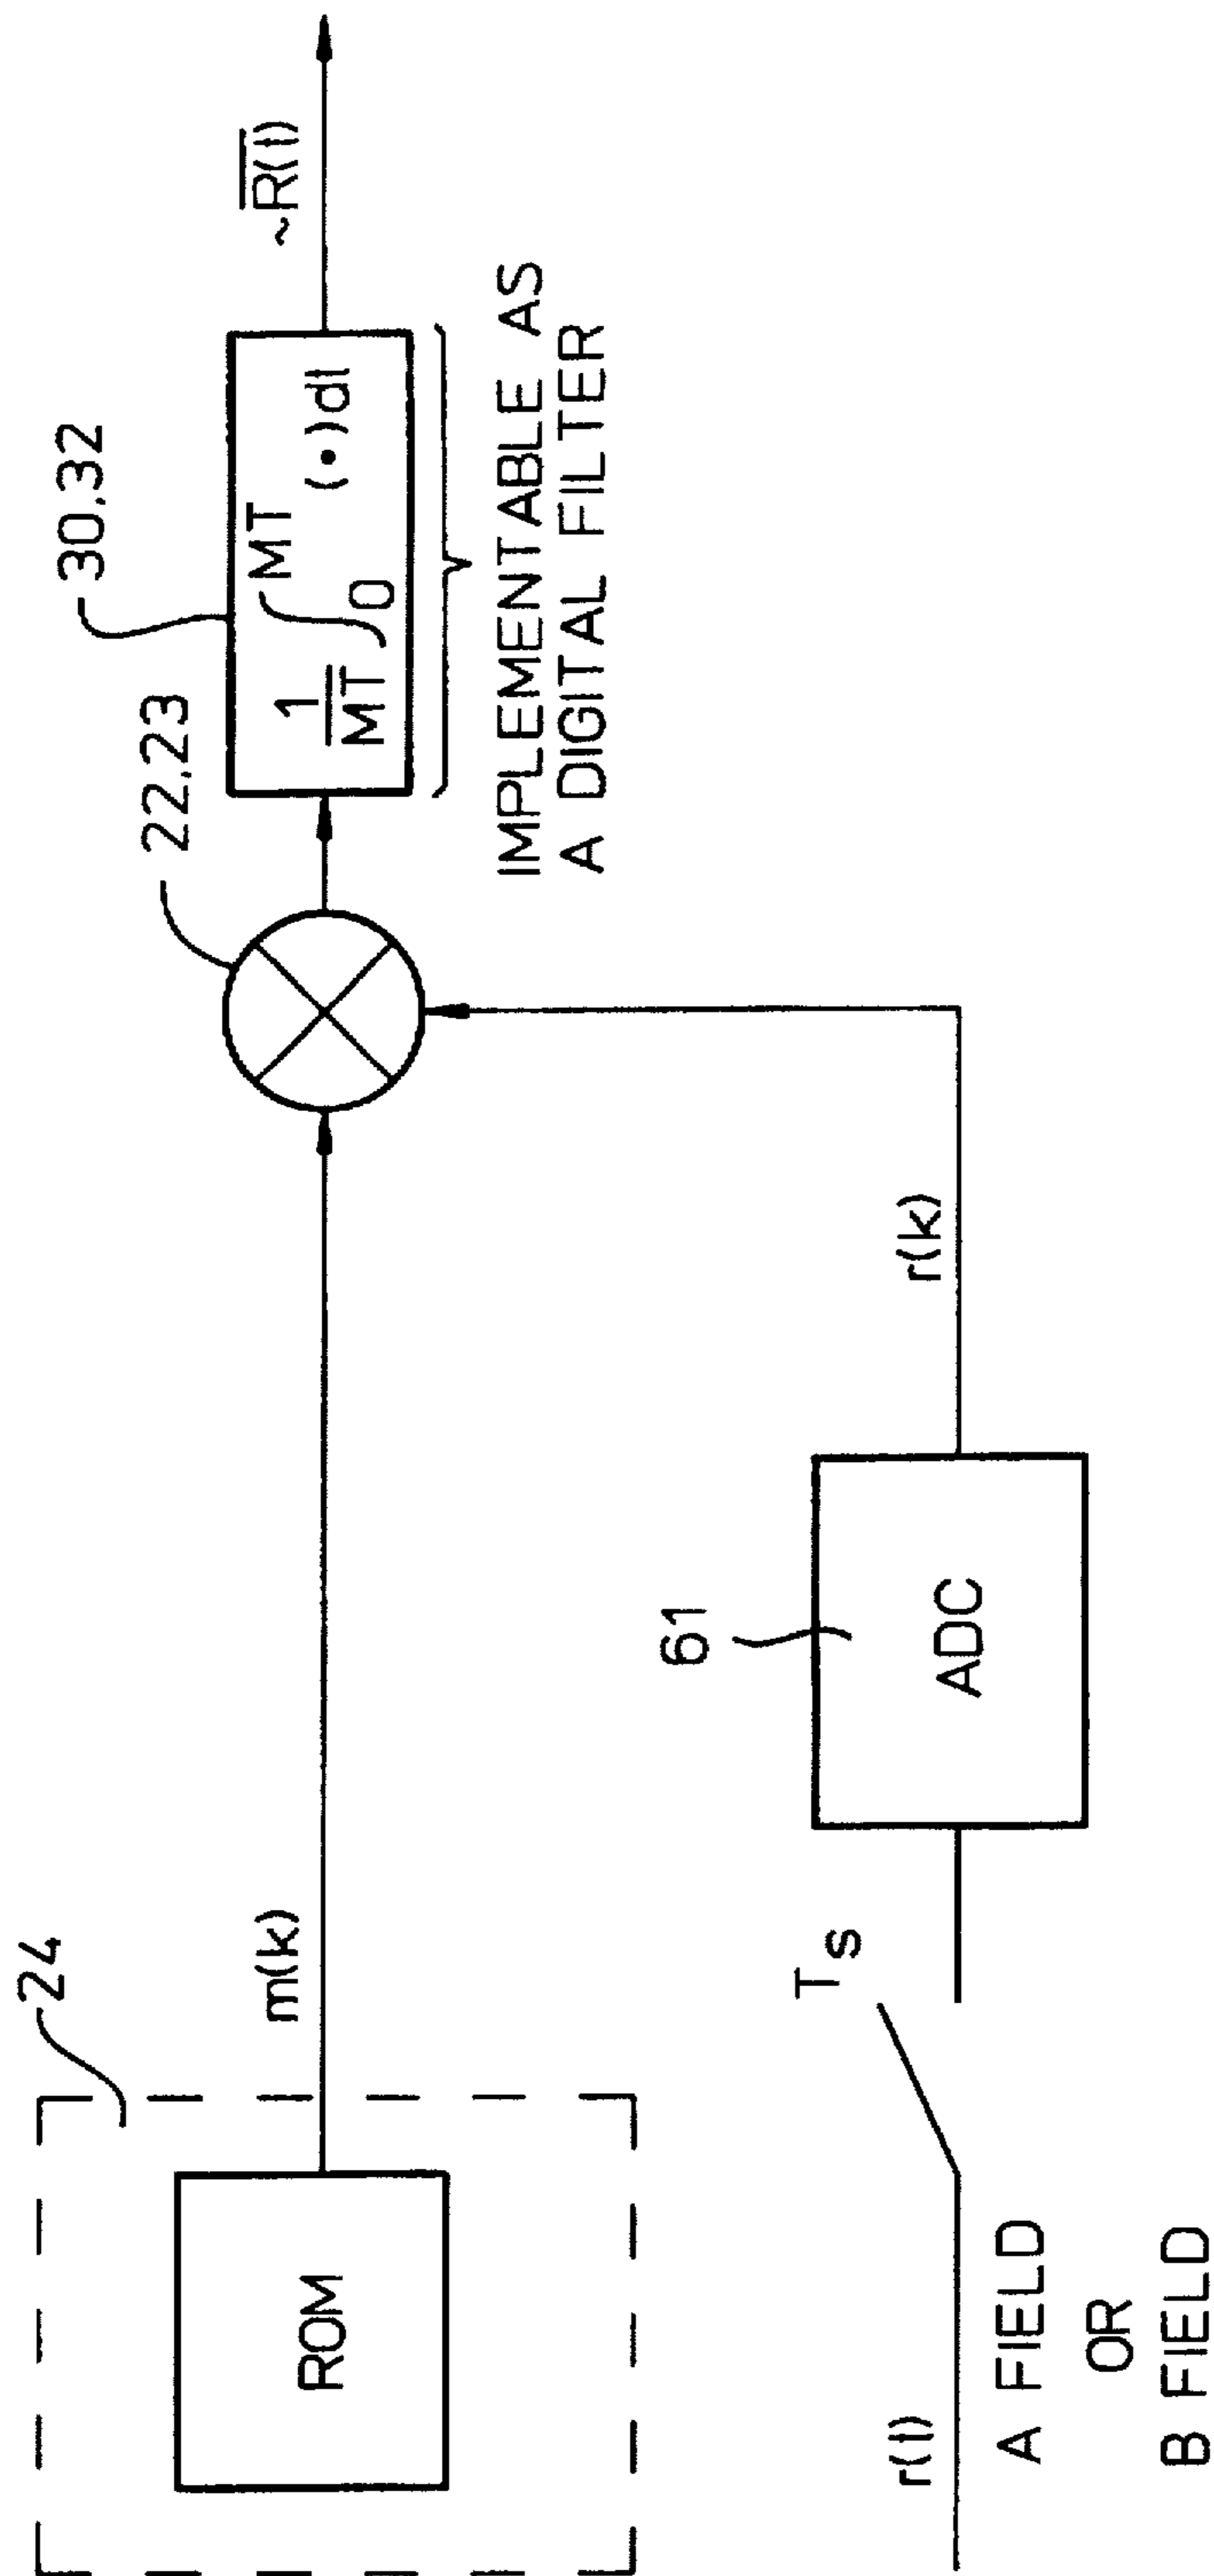 24
ROM
m(k)
22,23
30,32
1
MT
∫
MT
0
(•)dt
~R(t)
IMPLEMENTABLE AS
A DIGITAL FILTER
r(t)
A FIELD
OR
B FIELD
Ts
61
ADC
r(k)